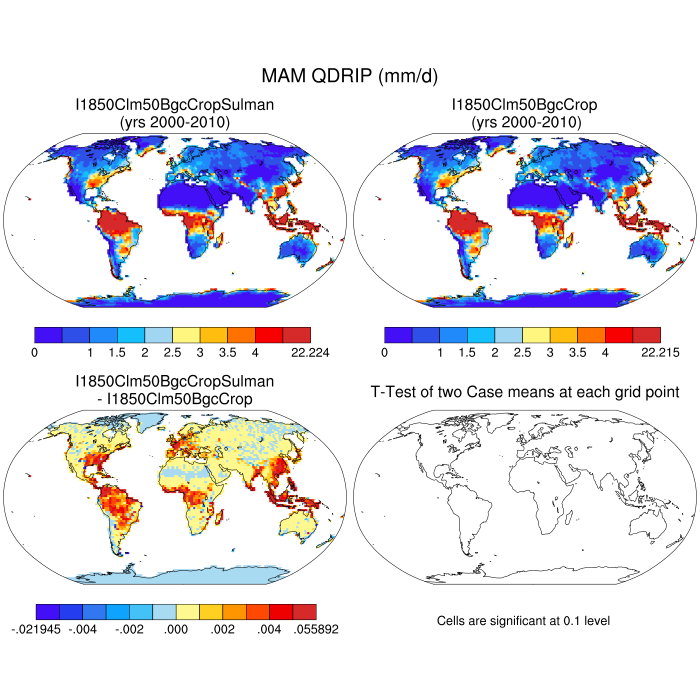 MAM QDRIP (mm/d)
I1850Clm50BgcCropSulman
(yrs 2000-2010)
I1850Clm50BgcCrop
(yrs 2000-2010)
0 1 1.5 2 2.5 3 3.5 4 22.224
0 1 1.5 2 2.5 3 3.5 4 22.215
I1850Clm50BgcCropSulman
- I1850Clm50BgcCrop
T-Test of two Case means at each grid point
-.021945 -.004 -.002 .000 .002 .004 .055892
Cells are significant at 0.1 level